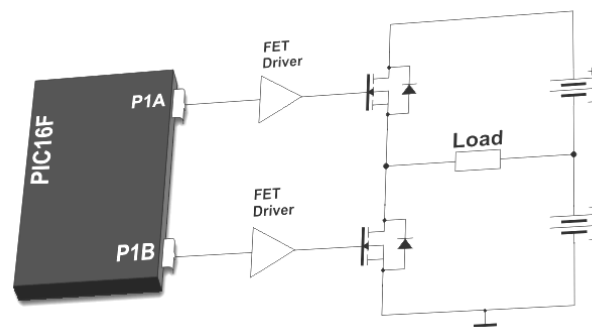 FET
Driver
P1A
PIC16F
Load
FET
Driver
P1B
+
+